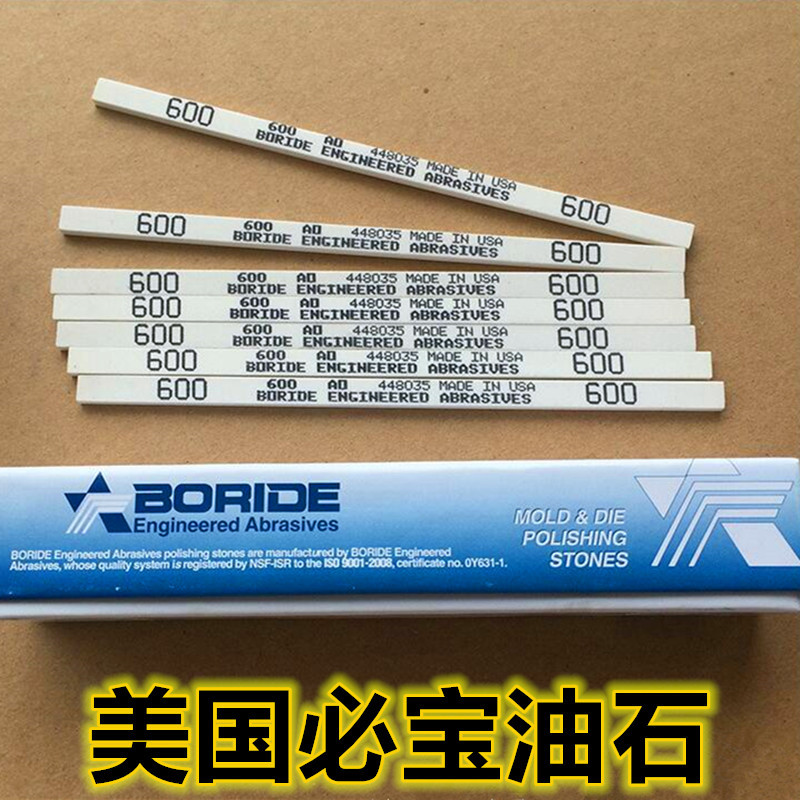 600 600 AO 448035 MADE IN USA 600
BORIDE ENGINEERED ABRASIVES
600 600 AO 448035 MADE IN USA 600
BORIDE ENGINEERED ABRASIVES
600 600 AO 448035 MADE IN USA 600
BORIDE ENGINEERED ABRASIVES
600 600 AO 448035 MADE IN USA 600
BORIDE ENGINEERED ABRASIVES
600 600 AO 448035 MADE IN USA 600
BORIDE ENGINEERED ABRASIVES
600 600 AO 448035 MADE IN USA 600
BORIDE ENGINEERED ABRASIVES
600 600 AO 448035 MADE IN USA 600
BORIDE ENGINEERED ABRASIVES
BORIDE
Engineered Abrasives
BORIDE Engineered Abrasives polishing stones are manufactured by BORIDE Engineered
Abrasives, whose quality system is registered by NSF-ISR to the ISO 9001-2008, certificate no. 0Y631-1.
MOLD & DIE
POLISHING
STONES
美国必宝油石